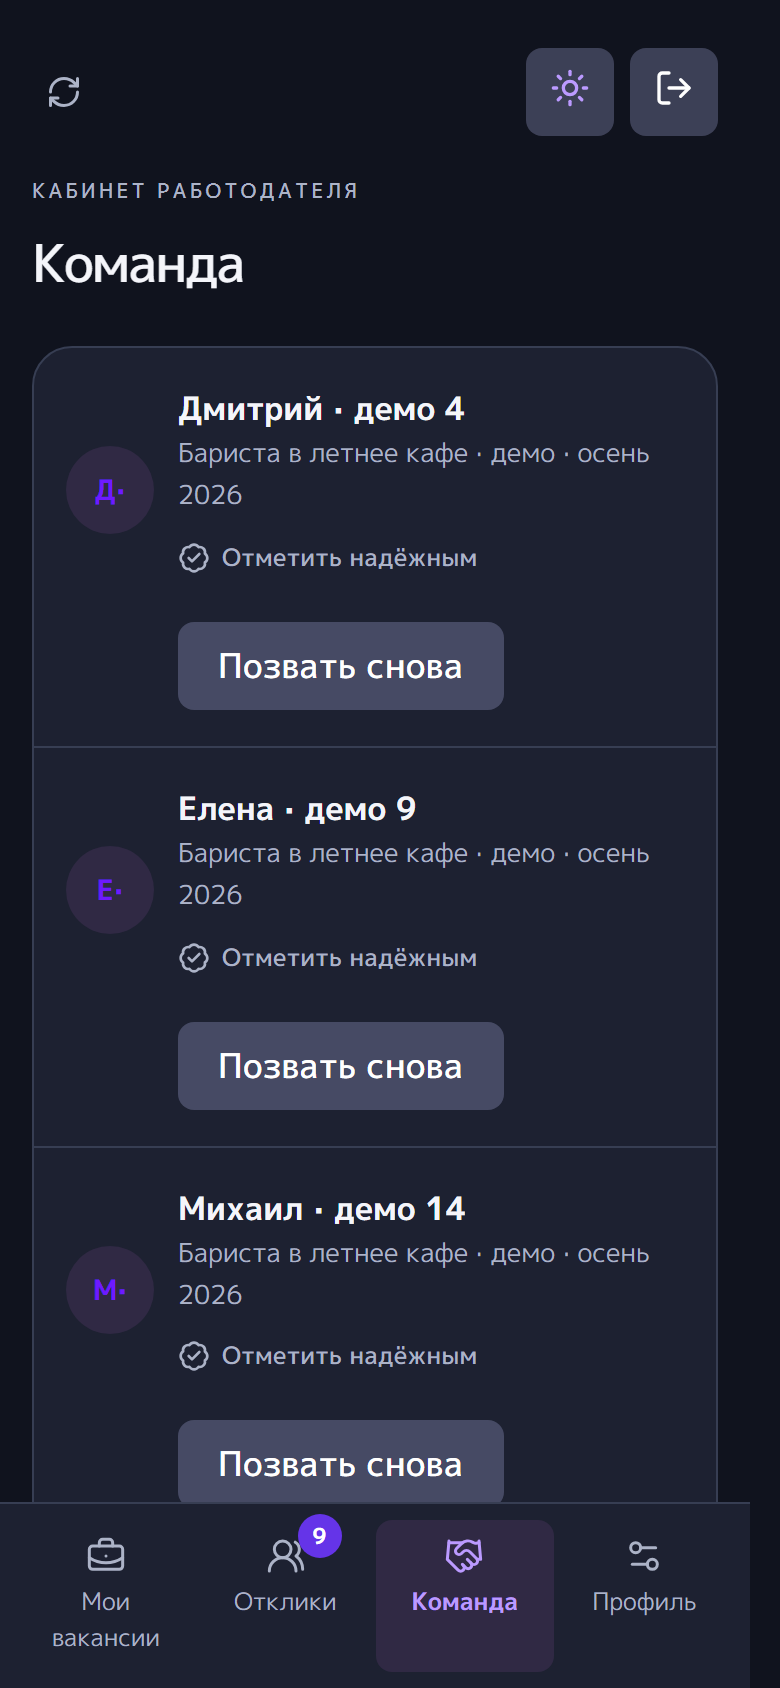 КАБИНЕТ РАБОТОДАТЕЛЯ
Команда
Дмитрий · демо 4
Бариста в летнее кафе · демо · осень
2026
Д·
Отметить надёжным
Позвать снова
Елена · демо 9
Бариста в летнее кафе · демо · осень
2026
Е·
Отметить надёжным
Позвать снова
Михаил · демо 14
Бариста в летнее кафе · демо · осень
2026
М·
Отметить надёжным
Позвать снова
9
Мои
вакансии
Отклики
Команда
Профиль